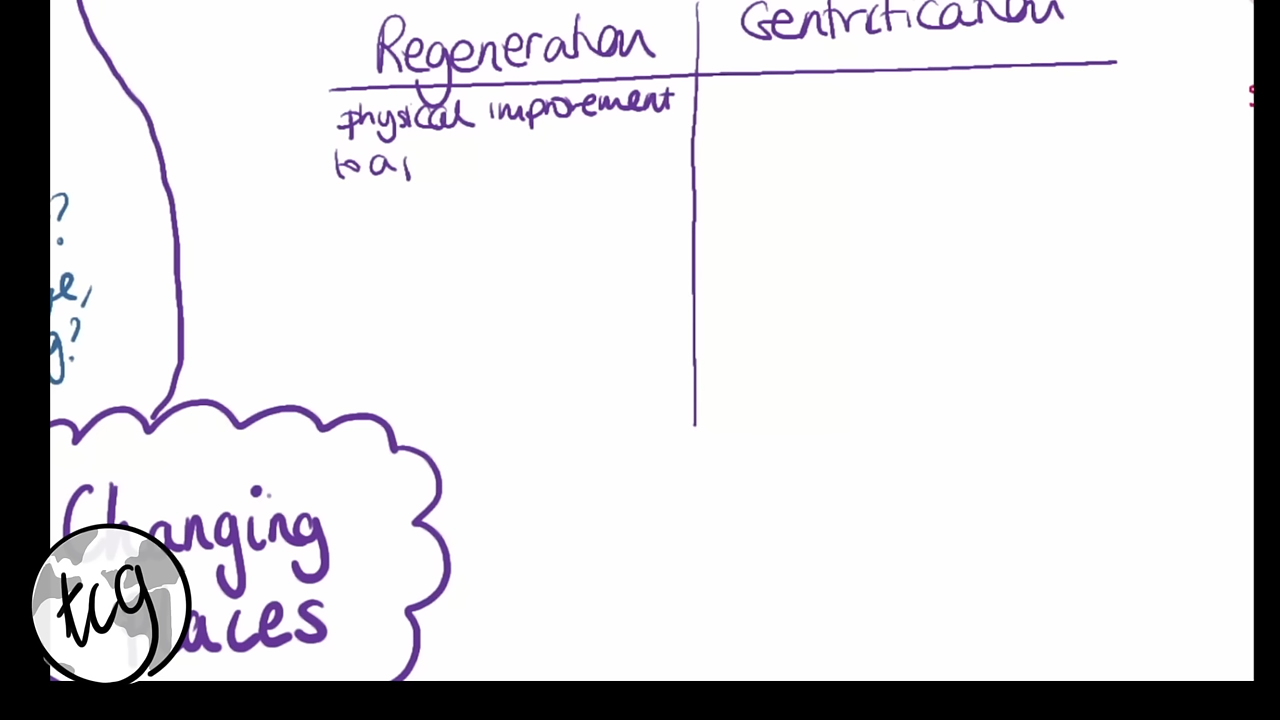 Regeneration
Gentrification
physical improvement
to a
?
g?
Changing
aces
tcg